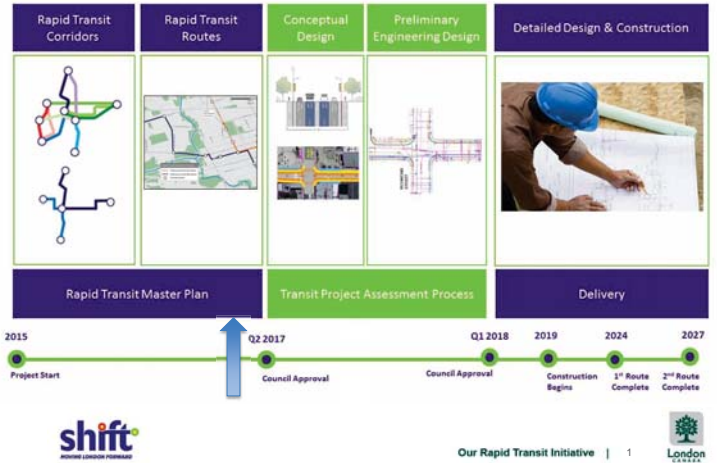 Rapid Transit
Corridors
Rapid Transit
Routes
Conceptual
Design
Preliminary
Engineering Design
Detailed Design & Construction
Rapid Transit Master Plan
Transit Project Assessment Process
Delivery
2015
Q2 2017
Q1 2018
2019
2024
2027
Project Start
Council Approval
Council Approval
Construction
Begins
1st Route
Complete
2nd Route
Complete
shift
MOVING LONDON FORWARD
Our Rapid Transit Initiative | 1
London
CANADA